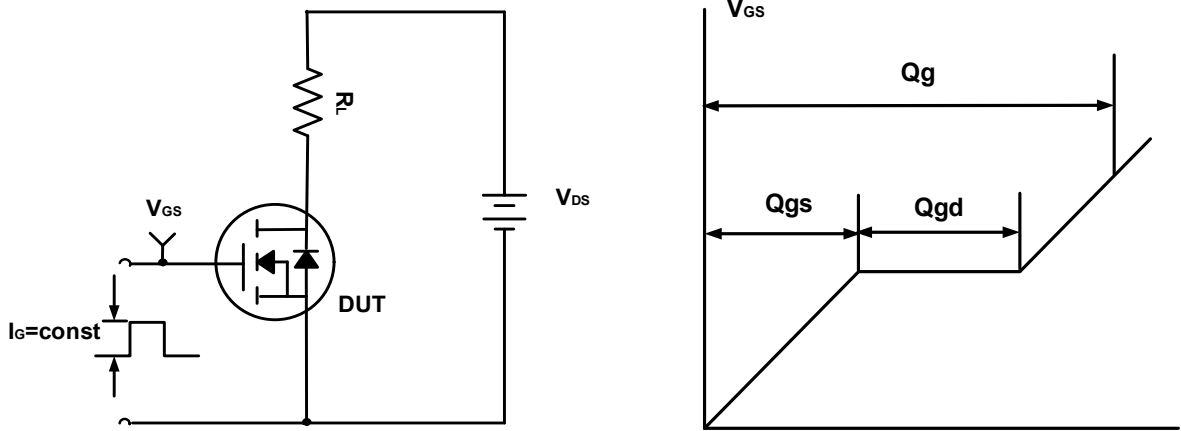 RL
VGS
VDS
DUT
IG=const
VGS
Qg
Qgs
Qgd